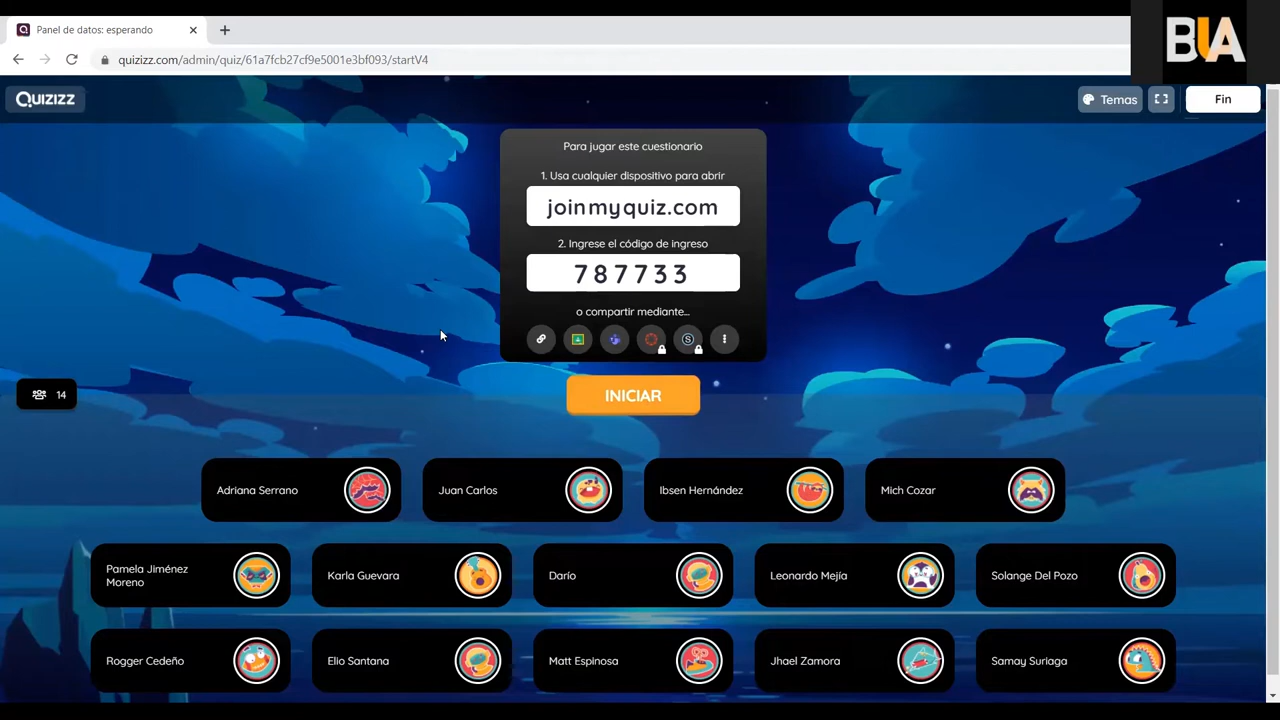 Panel de datos: esperando
BUA
quizizz.com/admin/quiz/61a7fcb27cf9e5001e3bf093/startV4
Quizizz
Temas
Fin
Para jugar este cuestionario
1. Usa cualquier dispositivo para abrir
joinmyquiz.com
2. Ingrese el código de ingreso
787733
o compartir mediante...
S
14
INICIAR
Adriana Serrano
Juan Carlos
Ibsen Hernández
Mich Cozar
Pamela Jiménez
Moreno
Karla Guevara
Darío
Leonardo Mejía
Solange Del Pozo
Rogger Cedeño
Elio Santana
Matt Espinosa
Jhael Zamora
Samay Suriaga